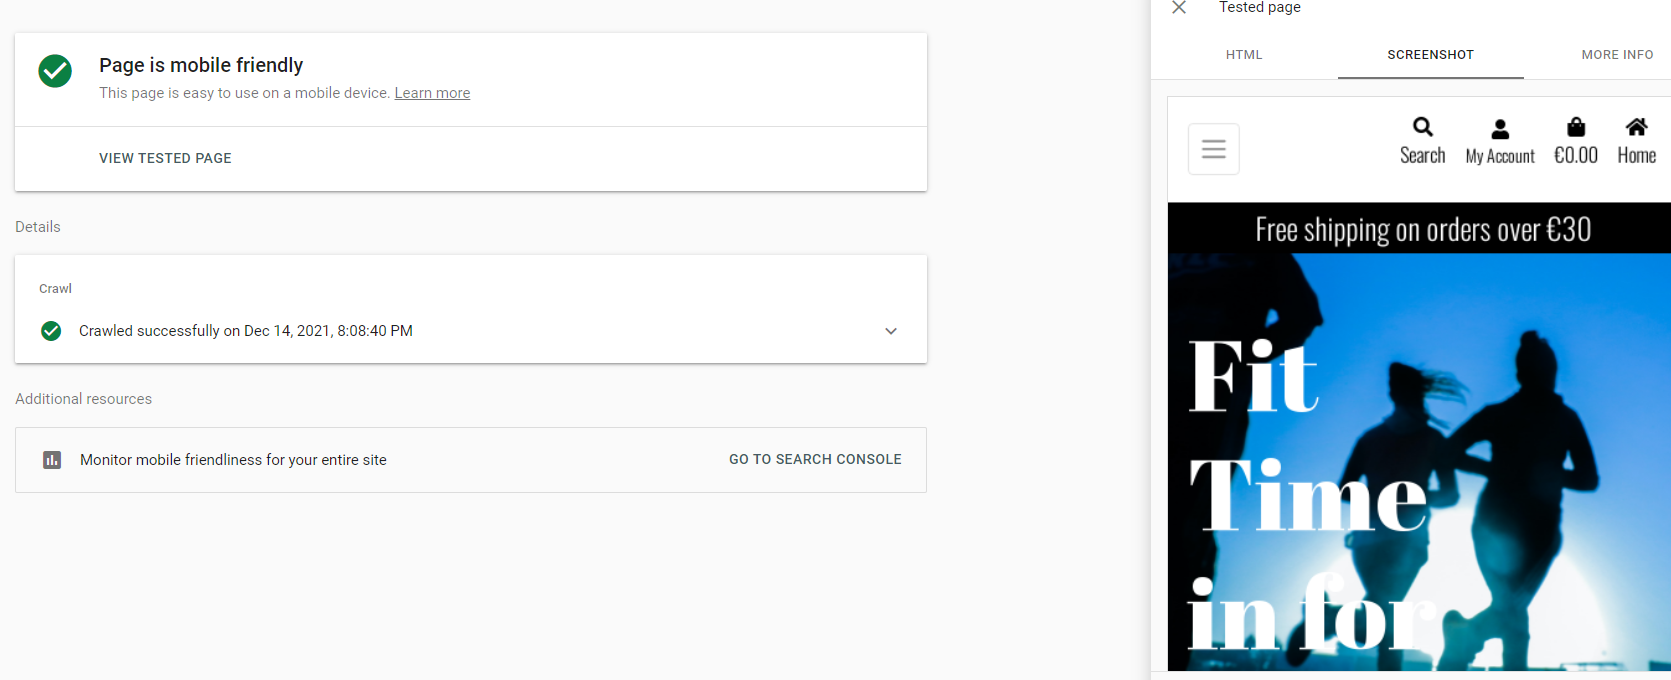 Page is mobile friendly
This page is easy to use on a mobile device. Learn more
VIEW TESTED PAGE
Details
Crawl
Crawled successfully on Dec 14, 2021, 8:08:40 PM
Additional resources
Monitor mobile friendliness for your entire site
GO TO SEARCH CONSOLE
Tested page
HTML
SCREENSHOT
MORE INFO
Search
My Account
€0.00
Home
Free shipping on orders over €30
Fit
Time
in for